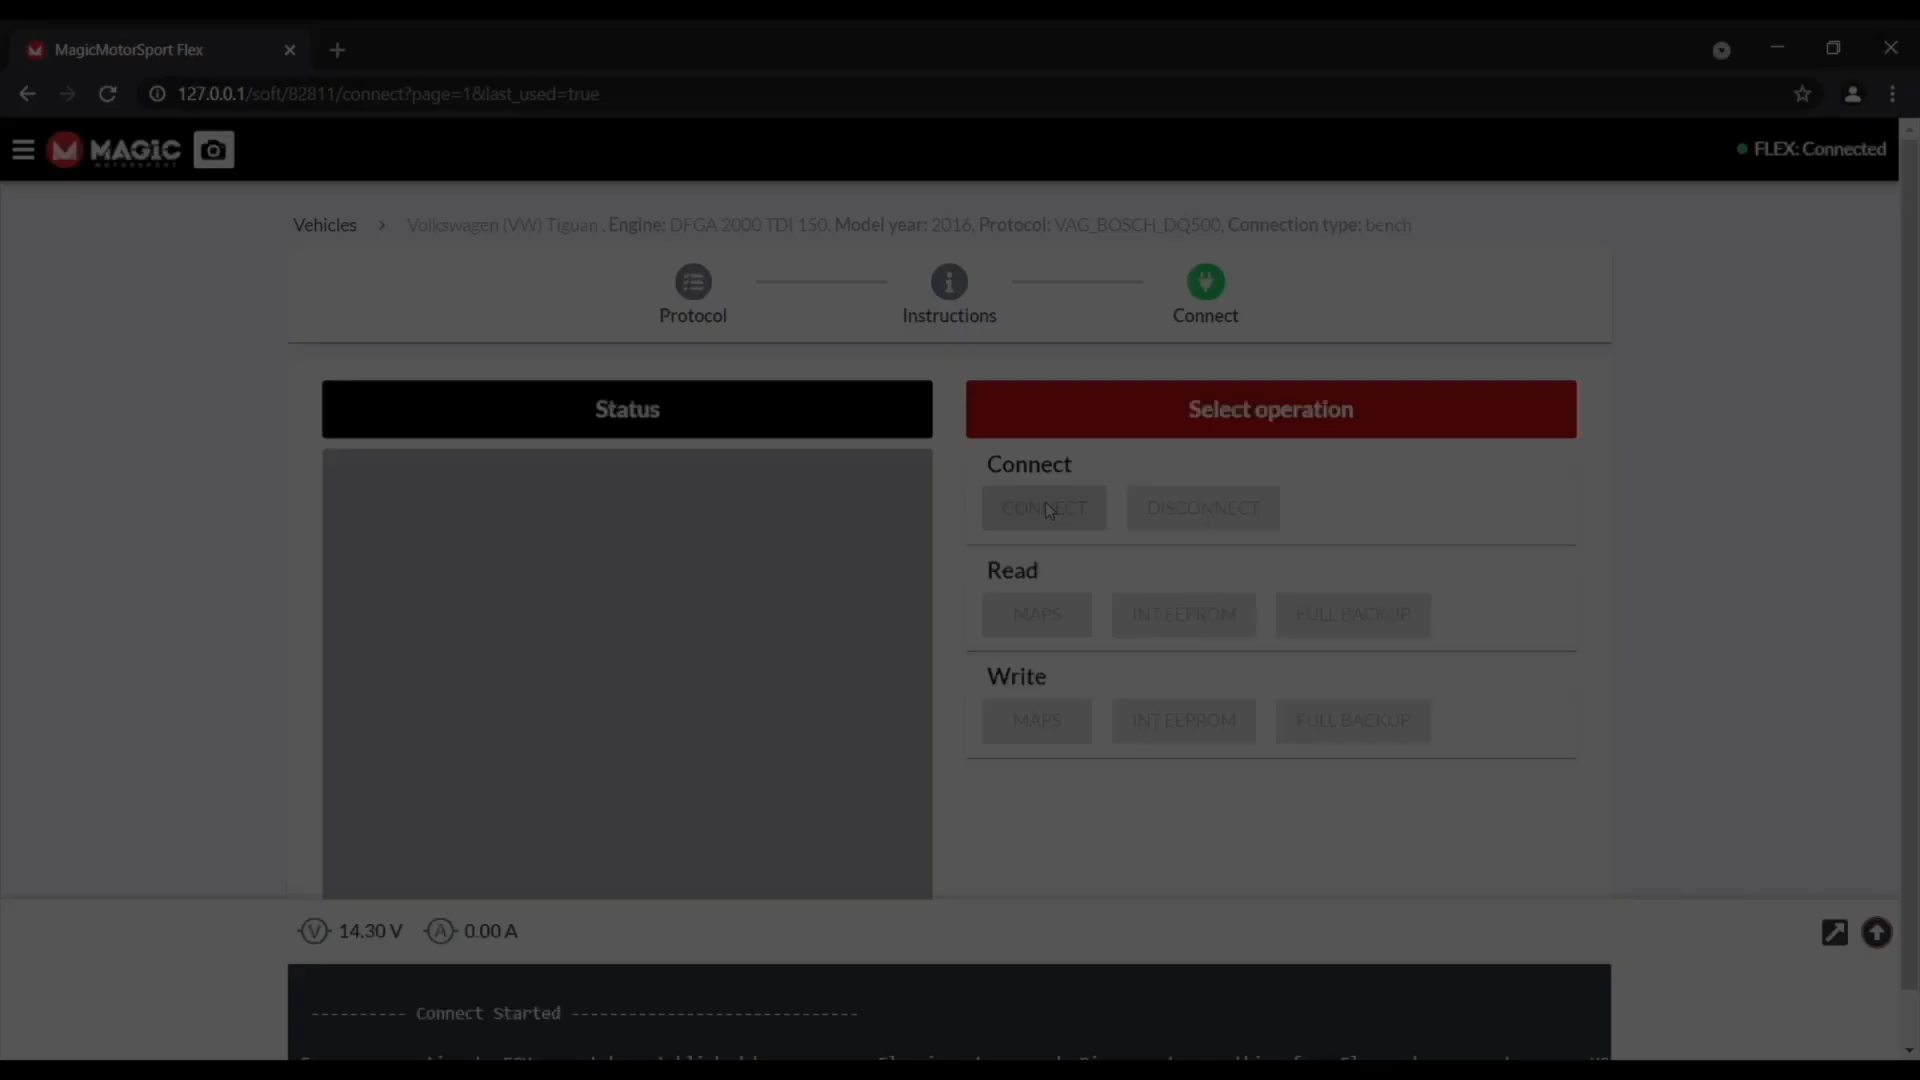 MagicMotorSport Flex
127.0.0.1/soft/82811/connect?page=1&last_used=true
MAGIC
MOTORSPORT
FLEX: Connected
Vehicles > Volkswagen (VW) Tiguan . Engine: DFGA 2000 TDI 150. Model year: 2016, Protocol: VAG_BOSCH_DQ500, Connection type: bench
Protocol
Instructions
Connect
Status
Select operation
Connect
CONNECT DISCONNECT
Read
MAPS INT EEPROM FULL BACKUP
Write
MAPS INT EEPROM FULL BACKUP
V 14.30 V A 0.00 A
---------- Connect Started ------------------------------